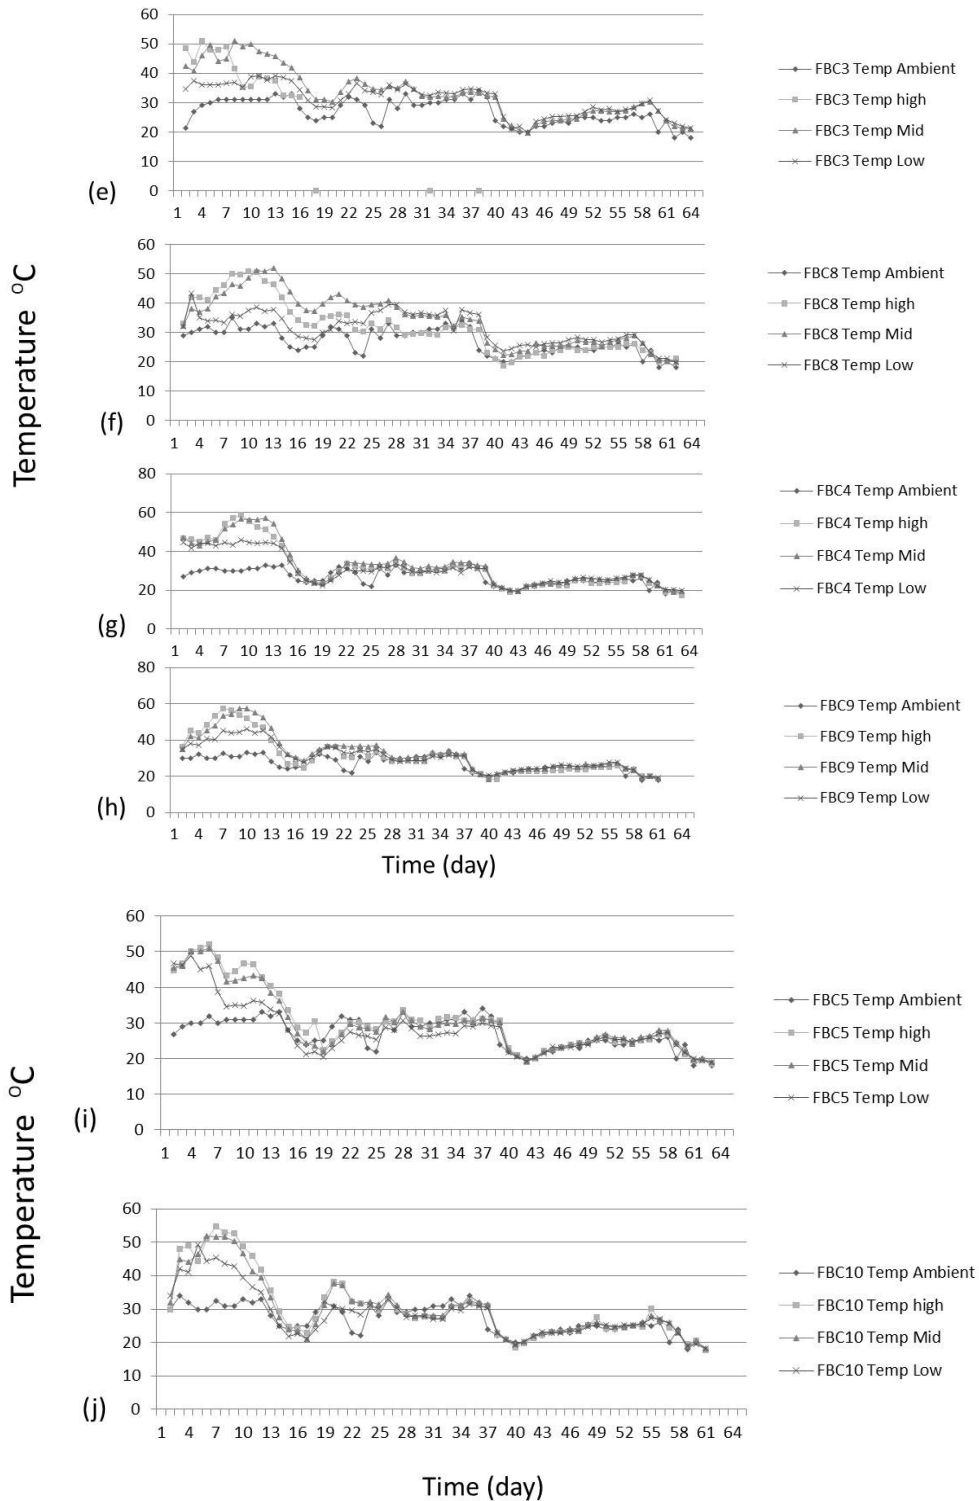 60
50
40
30
20
10
0
1 4 7 10 13 16 19 22 25 28 31 34 37 40 43 46 49 52 55 58 61 64
(e)
FBC3 Temp Ambient
FBC3 Temp high
FBC3 Temp Mid
FBC3 Temp Low
Temperature °C
60
50
40
30
20
10
0
1 4 7 10 13 16 19 22 25 28 31 34 37 40 43 46 49 52 55 58 61 64
(f)
FBC8 Temp Ambient
FBC8 Temp high
FBC8 Temp Mid
FBC8 Temp Low
80
60
40
20
0
1 4 7 10 13 16 19 22 25 28 31 34 37 40 43 46 49 52 55 58 61 64
(g)
FBC4 Temp Ambient
FBC4 Temp high
FBC4 Temp Mid
FBC4 Temp Low
80
60
40
20
0
1 4 7 10 13 16 19 22 25 28 31 34 37 40 43 46 49 52 55 58 61 64
(h)
FBC9 Temp Ambient
FBC9 Temp high
FBC9 Temp Mid
FBC9 Temp Low
Time (day)
60
50
40
30
20
10
0
1 4 7 10 13 16 19 22 25 28 31 34 37 40 43 46 49 52 55 58 61 64
(i)
FBC5 Temp Ambient
FBC5 Temp high
FBC5 Temp Mid
FBC5 Temp Low
Temperature °C
60
50
40
30
20
10
0
1 4 7 10 13 16 19 22 25 28 31 34 37 40 43 46 49 52 55 58 61 64
(j)
FBC10 Temp Ambient
FBC10 Temp high
FBC10 Temp Mid
FBC10 Temp Low
Time (day)